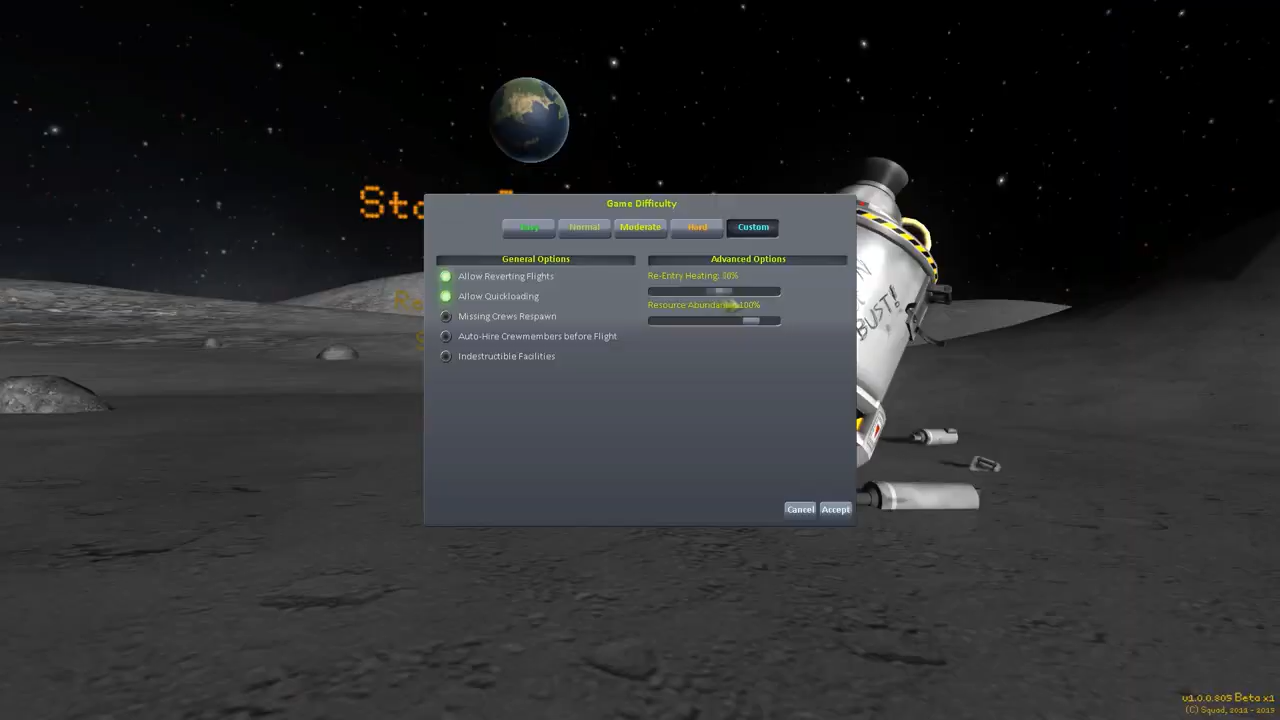 Sta
Game Difficulty
Easy Normal Moderate Hard Custom
General Options
Allow Reverting Flights
Allow Quickloading
Missing Crews Respawn
Auto-Hire Crewmembers before Flight
Indestructible Facilities
Advanced Options
Re-Entry Heating: 80%
Resource Abundance: 100%
Cancel Accept
BUST!
v1.0.0.805 Beta x1
(C) Squad, 2011 - 2015